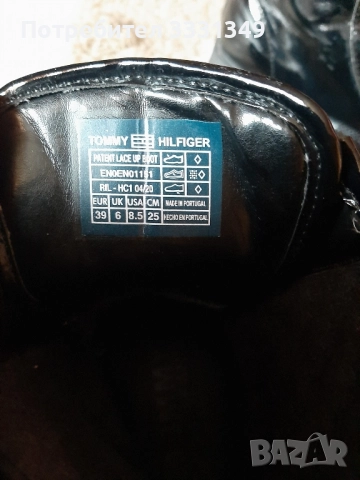 Потребител 1331349
TOMMY HILFIGER
PATENT LACE UP BOOT
EN0EN01151
RIL - HC1 04/20
EUR UK USA CM MADE IN PORTUGAL
39 6 8.5 25 HECHO EN PORTUGAL
BAZAR